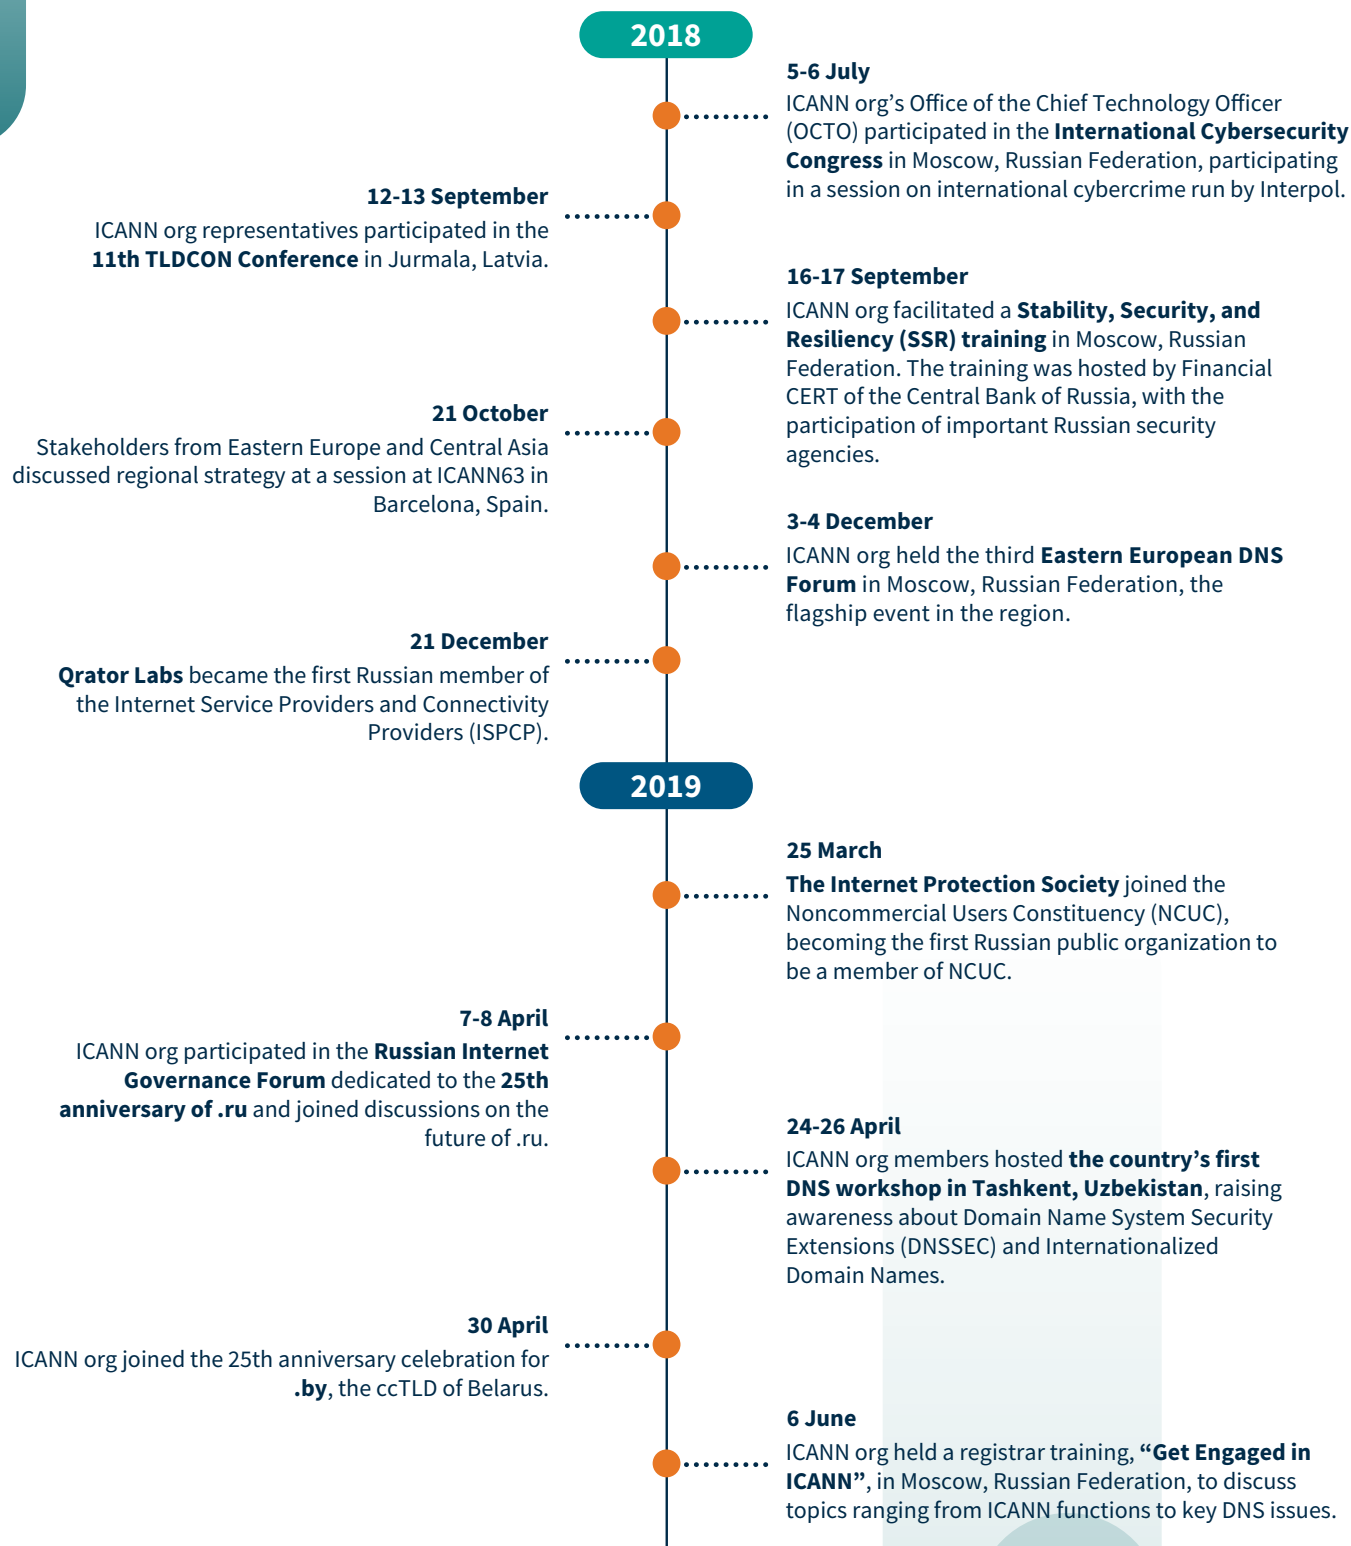 2018
5-6 July
ICANN org’s Office of the Chief Technology Officer
(OCTO) participated in the International Cybersecurity
Congress in Moscow, Russian Federation, participating
in a session on international cybercrime run by Interpol.
12-13 September
ICANN org representatives participated in the
11th TLDCON Conference in Jurmala, Latvia.
16-17 September
ICANN org facilitated a Stability, Security, and
Resiliency (SSR) training in Moscow, Russian
Federation. The training was hosted by Financial
CERT of the Central Bank of Russia, with the
participation of important Russian security
agencies.
21 October
Stakeholders from Eastern Europe and Central Asia
discussed regional strategy at a session at ICANN63 in
Barcelona, Spain.
3-4 December
ICANN org held the third Eastern European DNS
Forum in Moscow, Russian Federation, the
flagship event in the region.
21 December
Qrator Labs became the first Russian member of
the Internet Service Providers and Connectivity
Providers (ISPCP).
2019
25 March
The Internet Protection Society joined the
Noncommercial Users Constituency (NCUC),
becoming the first Russian public organization to
be a member of NCUC.
7-8 April
ICANN org participated in the Russian Internet
Governance Forum dedicated to the 25th
anniversary of .ru and joined discussions on the
future of .ru.
24-26 April
ICANN org members hosted the country’s first
DNS workshop in Tashkent, Uzbekistan, raising
awareness about Domain Name System Security
Extensions (DNSSEC) and Internationalized
Domain Names.
30 April
ICANN org joined the 25th anniversary celebration for
.by, the ccTLD of Belarus.
6 June
ICANN org held a registrar training, “Get Engaged in
ICANN”, in Moscow, Russian Federation, to discuss
topics ranging from ICANN functions to key DNS issues.